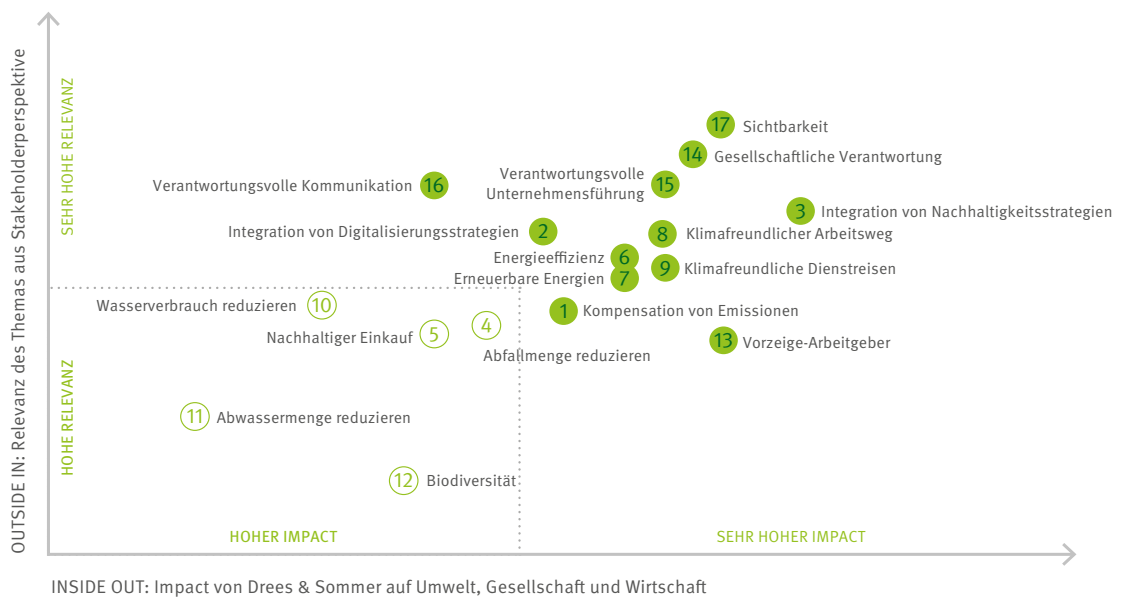 OUTSIDE IN: Relevanz des Themas aus Stakeholderperspektive
SEHR HOHE RELEVANZ
HOHE RELEVANZ
17 Sichtbarkeit
14 Gesellschaftliche Verantwortung
Verantwortungsvolle
Unternehmensführung 15
Verantwortungsvolle Kommunikation 16
3 Integration von Nachhaltigkeitsstrategien
Integration von Digitalisierungsstrategien 2
8 Klimafreundlicher Arbeitsweg
Energieeffizienz 6
9 Klimafreundliche Dienstreisen
Erneuerbare Energien 7
Wasserverbrauch reduzieren 10
1 Kompensation von Emissionen
Nachhaltiger Einkauf 5
4
Abfallmenge reduzieren
13 Vorzeige-Arbeitgeber
11 Abwassermenge reduzieren
12 Biodiversität
HOHER IMPACT
SEHR HOHER IMPACT
INSIDE OUT: Impact von Drees & Sommer auf Umwelt, Gesellschaft und Wirtschaft